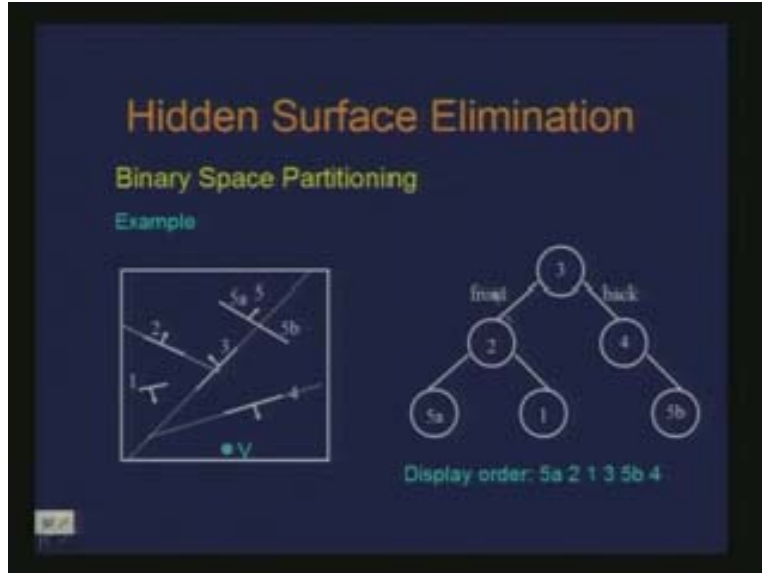 Hidden Surface Elimination
Binary Space Partitioning
Example
5a 5
5b
2
3
1
4
V
3
front back
2 4
5a 1 5b
Display order: 5a 2 1 3 5b 4